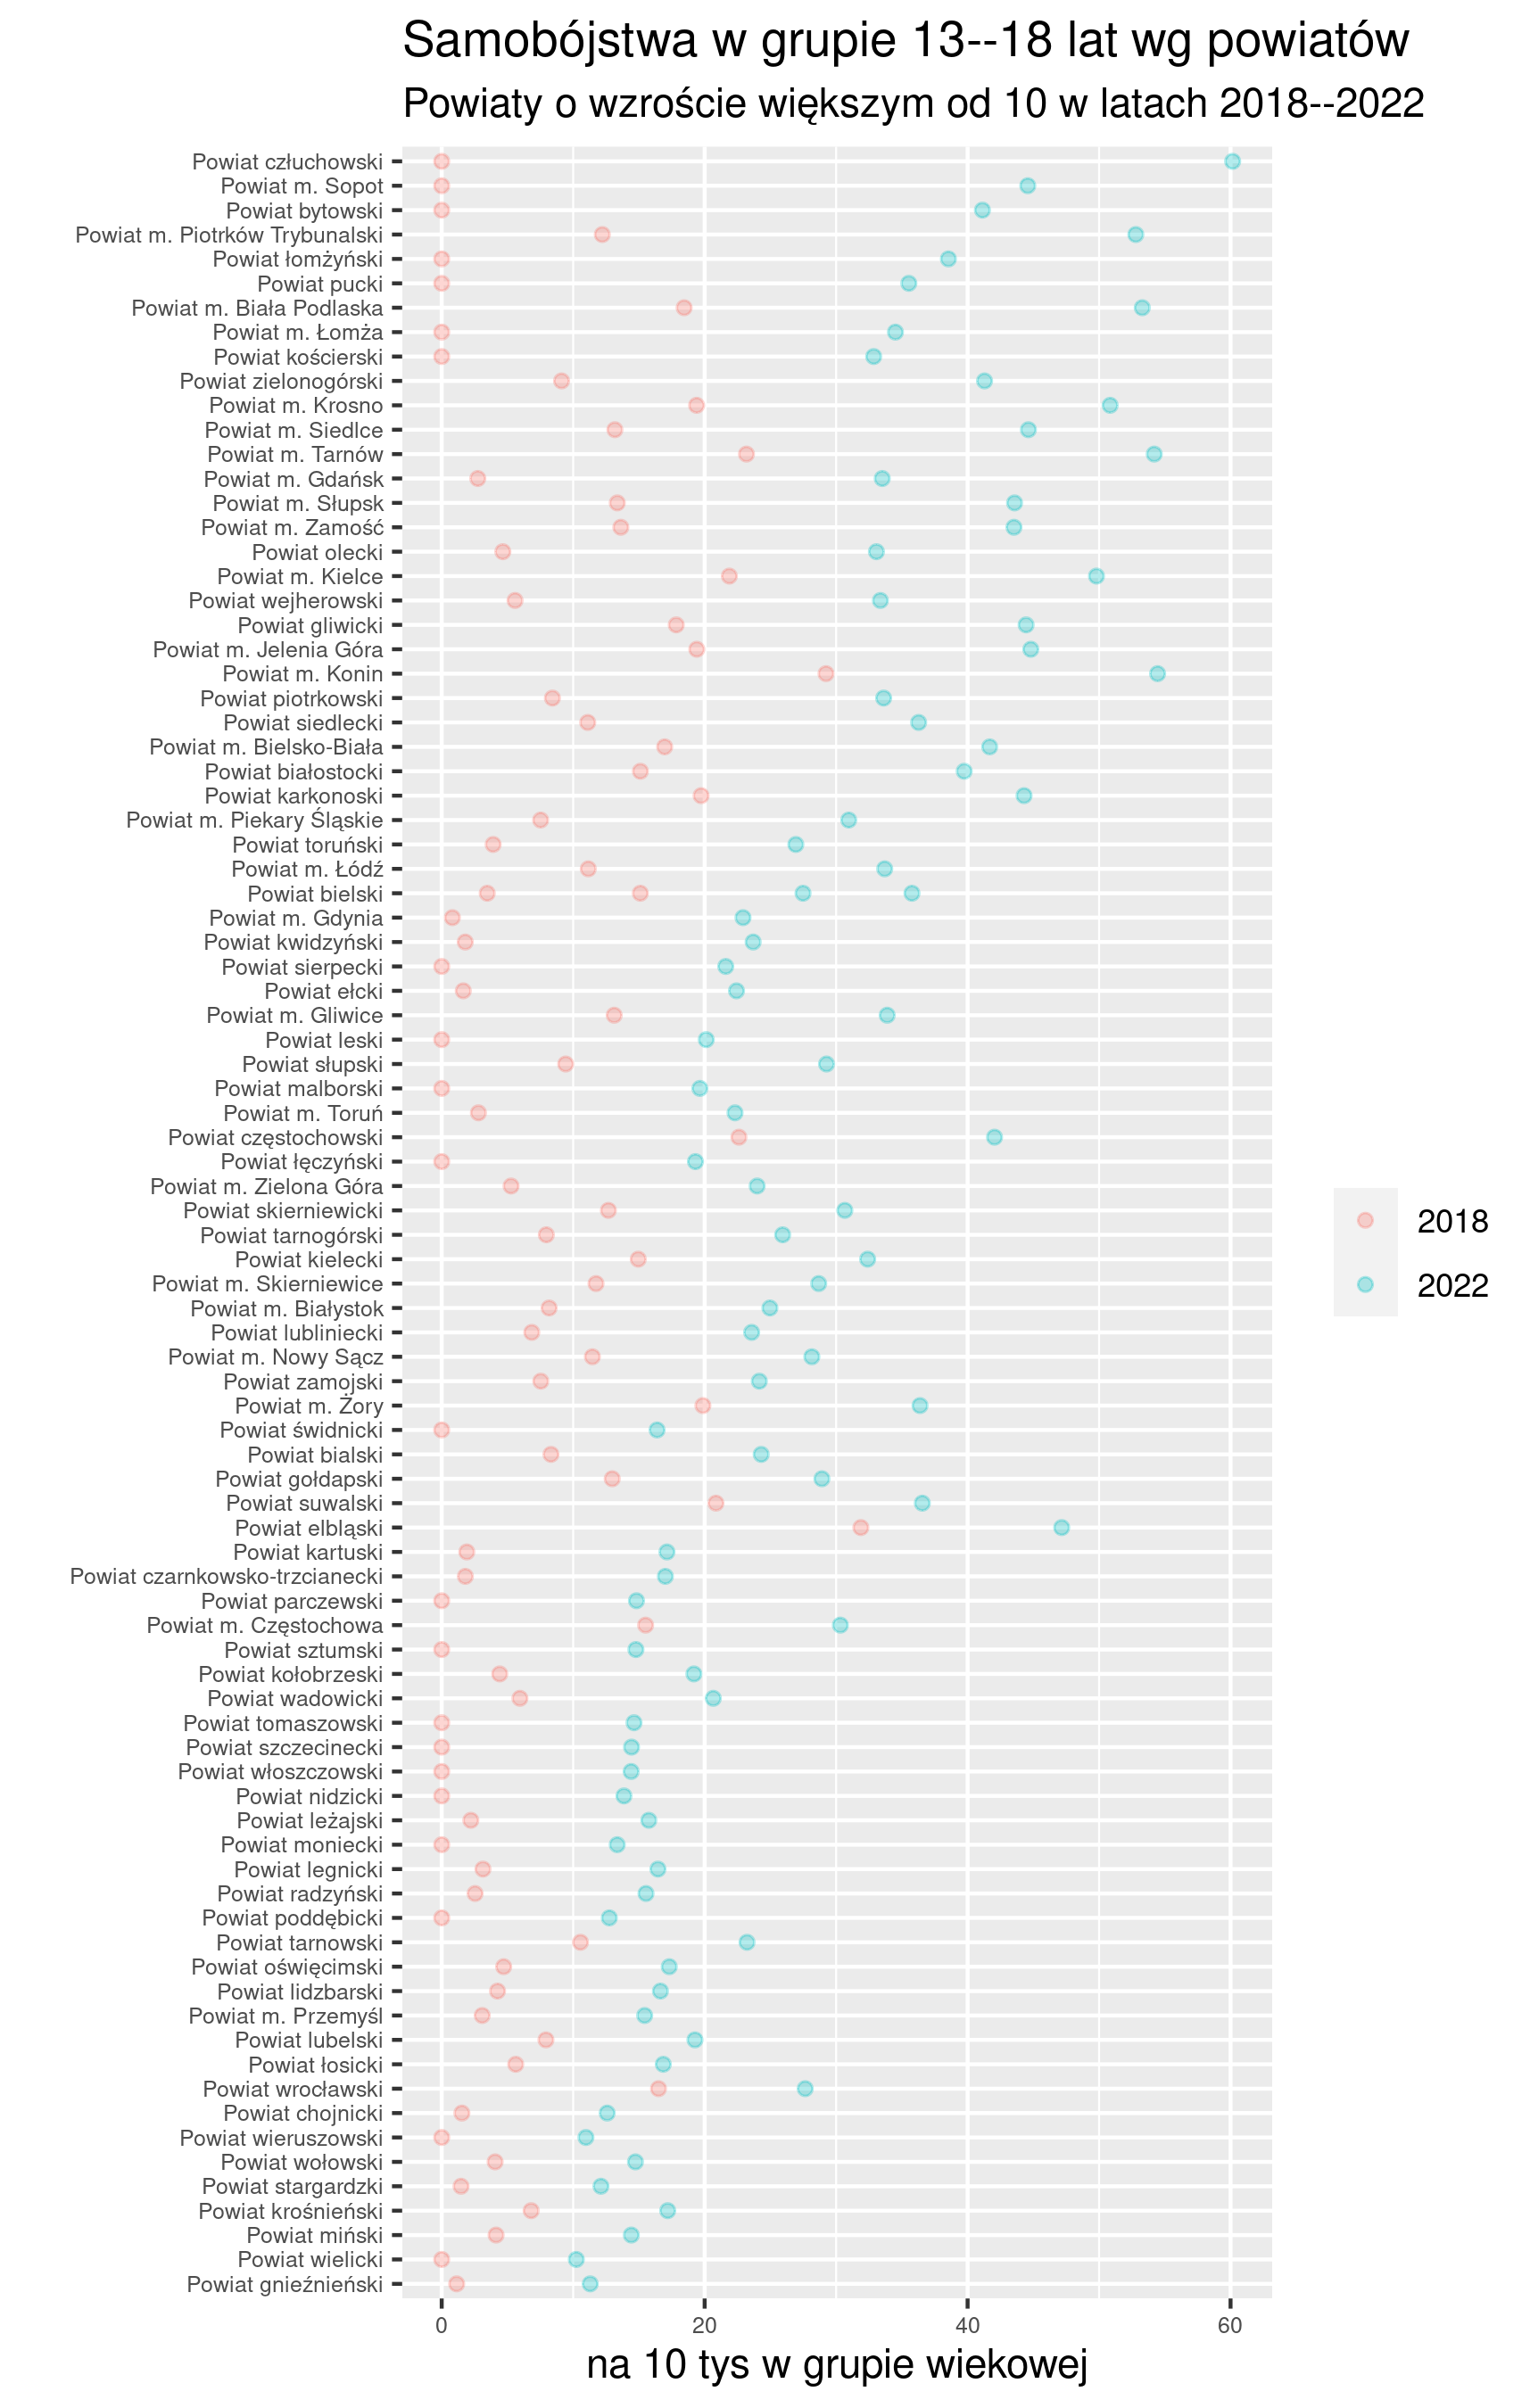 Samobójstwa w grupie 13--18 lat wg powiatów
Powiaty o wzroście większym od 10 w latach 2018--2022
Powiat człuchowski
Powiat m. Sopot
Powiat bytowski
Powiat m. Piotrków Trybunalski
Powiat łomżyński
Powiat pucki
Powiat m. Biała Podlaska
Powiat m. Łomża
Powiat kościerski
Powiat zielonogórski
Powiat m. Krosno
Powiat m. Siedlce
Powiat m. Tarnów
Powiat m. Gdańsk
Powiat m. Słupsk
Powiat m. Zamość
Powiat olecki
Powiat m. Kielce
Powiat wejherowski
Powiat gliwicki
Powiat m. Jelenia Góra
Powiat m. Konin
Powiat piotrkowski
Powiat siedlecki
Powiat m. Bielsko-Biała
Powiat białostocki
Powiat karkonoski
Powiat m. Piekary Śląskie
Powiat toruński
Powiat m. Łódź
Powiat bielski
Powiat m. Gdynia
Powiat kwidzyński
Powiat sierpecki
Powiat ełcki
Powiat m. Gliwice
Powiat leski
Powiat słupski
Powiat malborski
Powiat m. Toruń
Powiat częstochowski
Powiat łęczyński
Powiat m. Zielona Góra
Powiat skierniewicki
Powiat tarnogórski
Powiat kielecki
Powiat m. Skierniewice
Powiat m. Białystok
Powiat lubliniecki
Powiat m. Nowy Sącz
Powiat zamojski
Powiat m. Żory
Powiat świdnicki
Powiat bialski
Powiat gołdapski
Powiat suwalski
Powiat elbląski
Powiat kartuski
Powiat czarnkowsko-trzcianecki
Powiat parczewski
Powiat m. Częstochowa
Powiat sztumski
Powiat kołobrzeski
Powiat wadowicki
Powiat tomaszowski
Powiat szczecinecki
Powiat włoszczowski
Powiat nidzicki
Powiat leżajski
Powiat moniecki
Powiat legnicki
Powiat radzyński
Powiat poddębicki
Powiat tarnowski
Powiat oświęcimski
Powiat lidzbarski
Powiat m. Przemyśl
Powiat lubelski
Powiat łosicki
Powiat wrocławski
Powiat chojnicki
Powiat wieruszowski
Powiat wołowski
Powiat stargardzki
Powiat krośnieński
Powiat miński
Powiat wielicki
Powiat gnieźnieński
0 20 40 60
na 10 tys w grupie wiekowej
2018
2022